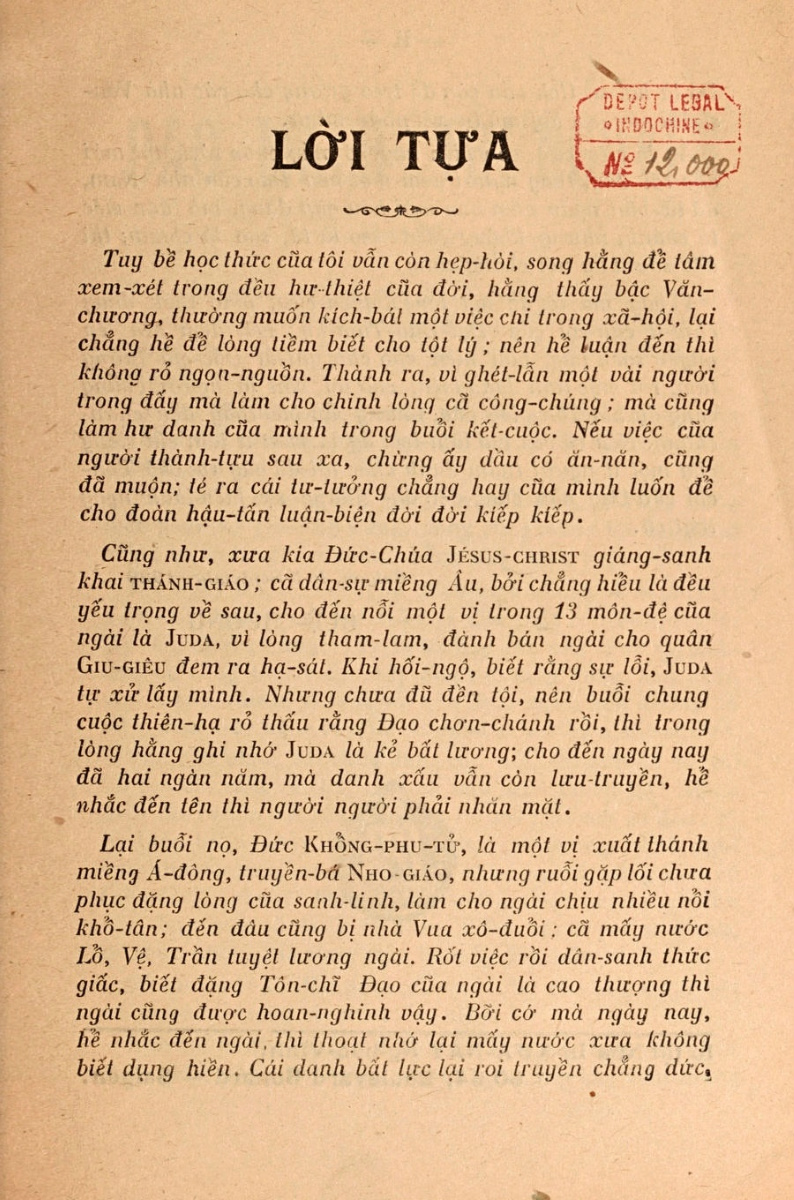 DEPOT LEGAL
INDOCHINE
Nº 12,000
LỜI TỰA
Tuy bề học thức của tôi vẫn còn hẹp-hòi, song hằng để tâm
xem-xét trong đều hư-thiệt của đời, hằng thấy bậc Văn-
chương, thường muốn kích-bát một việc chi trong xã-hội, lại
chẳng hề để lòng tiềm biết cho tột lý; nên hể luận đến thì
không rỏ ngọn-nguồn. Thành ra, vì ghét-lẫn một vài người
trong đấy mà làm cho chinh lòng cã công-chúng; mà cũng
làm hư danh của mình trong buổi kết-cuộc. Nếu việc của
người thành-tựu sau xa, chừng ấy dầu có ăn-năn, cũng
đã muộn; té ra cái tư-tưởng chẳng hay của mình luốn để
cho đoàn hậu-tấn luận-biện đời đời kiếp kiếp.
Cũng như, xưa kia Đức-Chúa JÉSUS-CHRIST giáng-sanh
khai THÁNH-GIÁO; cã dân-sự miềng Âu, bởi chẳng hiểu là đều
yếu trọng về sau, cho đến nỗi một vị trong 13 môn-đệ của
ngài là JUDA, vì lòng tham-lam, đành bán ngài cho quân
GIU-GIÊU đem ra hạ-sát. Khi hối-ngộ, biết rằng sự lỗi, JUDA
tự xử lấy mình. Nhưng chưa đũ đền tội, nên buổi chung
cuộc thiên-hạ rỏ thấu rằng Đạo chơn-chánh rồi, thì trong
lòng hằng ghi nhớ JUDA là kẻ bất lương; cho đến ngày nay
đã hai ngàn năm, mà danh xấu vẫn còn lưu-truyền, hể
nhắc đến tên thì người người phải nhăn mặt.
Lại buổi nọ, Đức KHỔNG-PHU-TỬ, là một vị xuất thánh
miềng Á-đông, truyền-bá NHO-GIÁO, nhưng ruỗi gặp lối chưa
phục đặng lòng của sanh-linh, làm cho ngài chịu nhiều nỗi
khổ-tân; đến đâu cũng bị nhà Vua xô-đuổi; cã mấy nước
Lỗ, Vệ, Trần tuyệt lương ngài. Rốt việc rồi dân-sanh thức
giấc, biết đặng Tôn-chĩ Đạo của ngài là cao thượng thì
ngài cũng được hoan-nghinh vậy. Bỡi cớ mà ngày nay,
hể nhắc đến ngài, thì thoạt nhớ lại mấy nước xưa không
biết dụng hiền. Cái danh bất lực lại roi truyền chẳng dức,